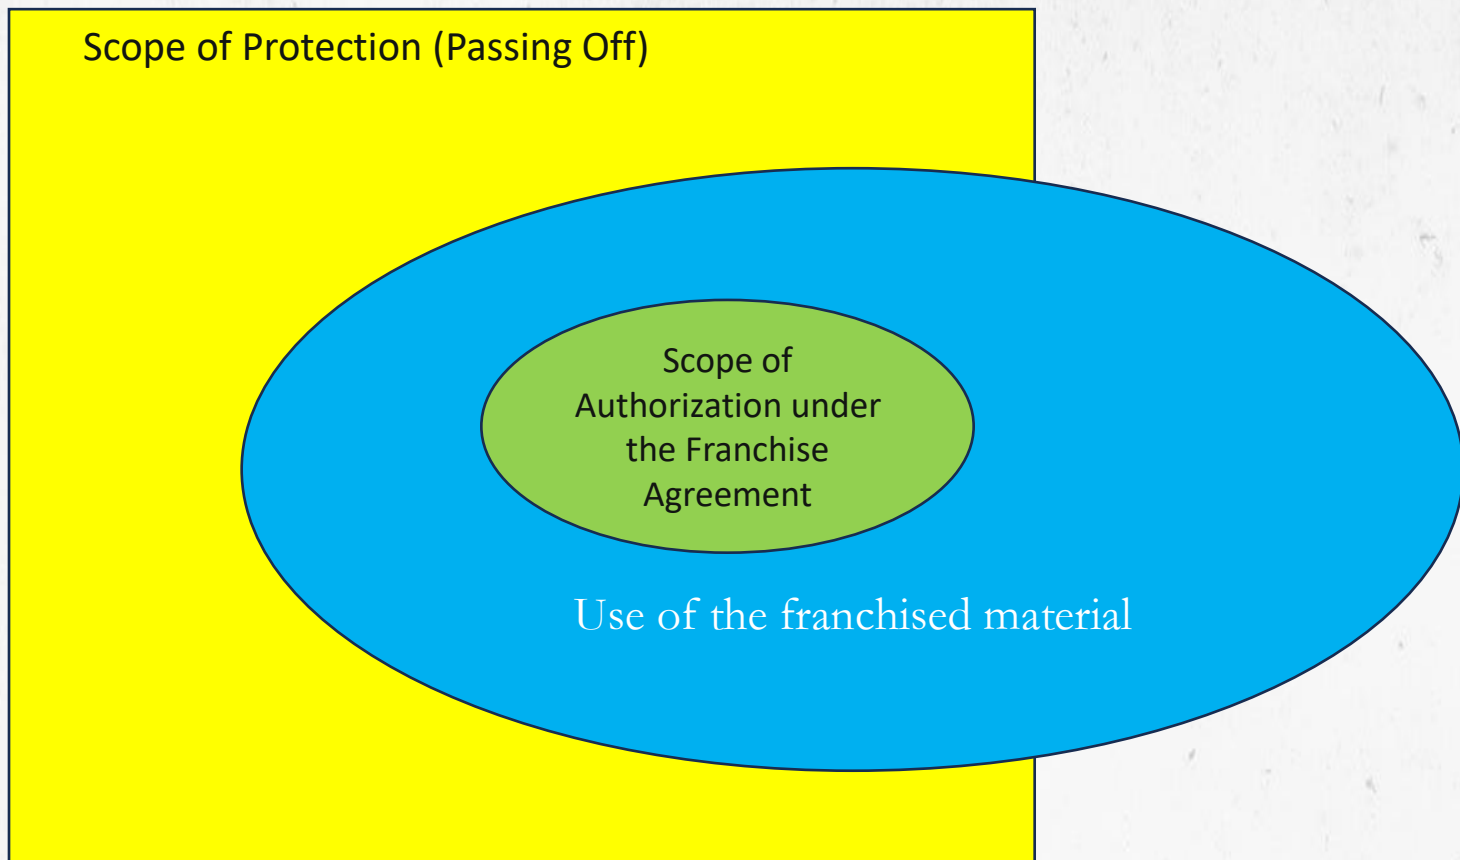 Scope of Protection (Passing Off)
Scope of
Authorization under
the Franchise
Agreement
Use of the franchised material